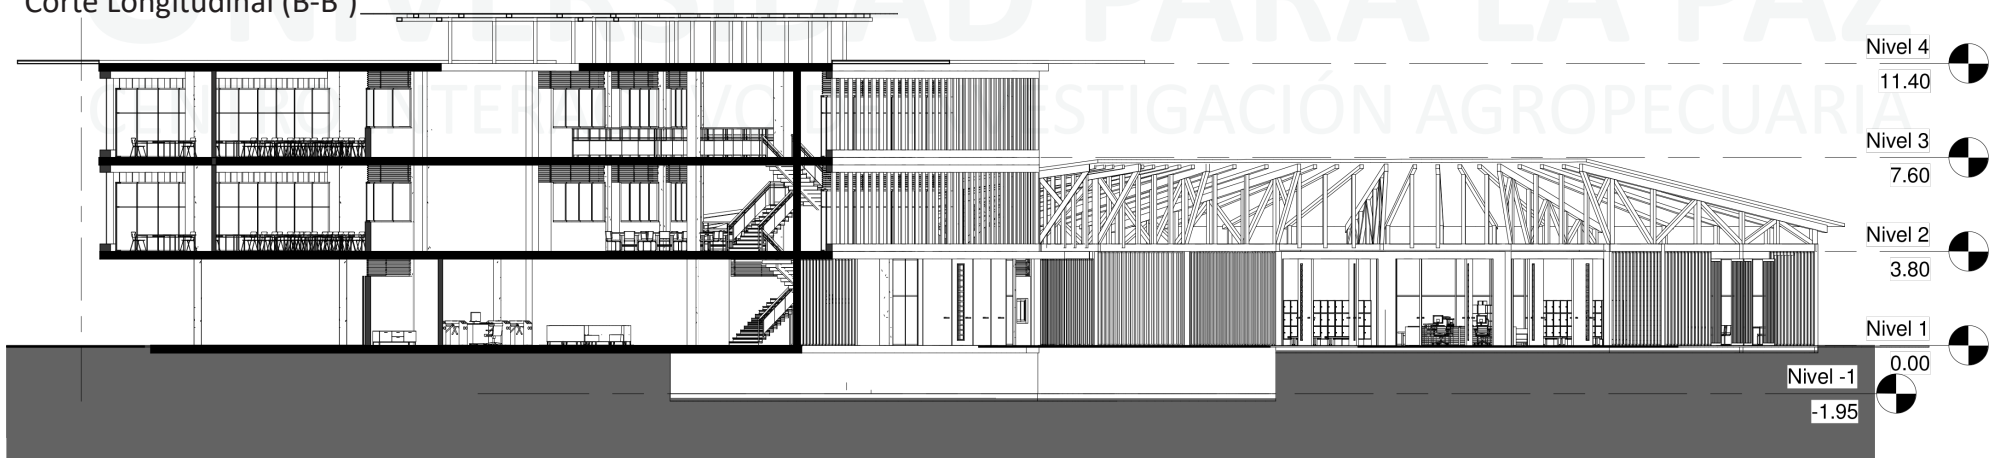 Corte Longitudinal (B-B´)
UNIVERSIDAD PARA LA PAZ
CENTRO INTERACTIVO DE INVESTIGACIÓN AGROPECUARIA
Nivel 4
11.40
Nivel 3
7.60
Nivel 2
3.80
Nivel 1
0.00
Nivel -1
-1.95